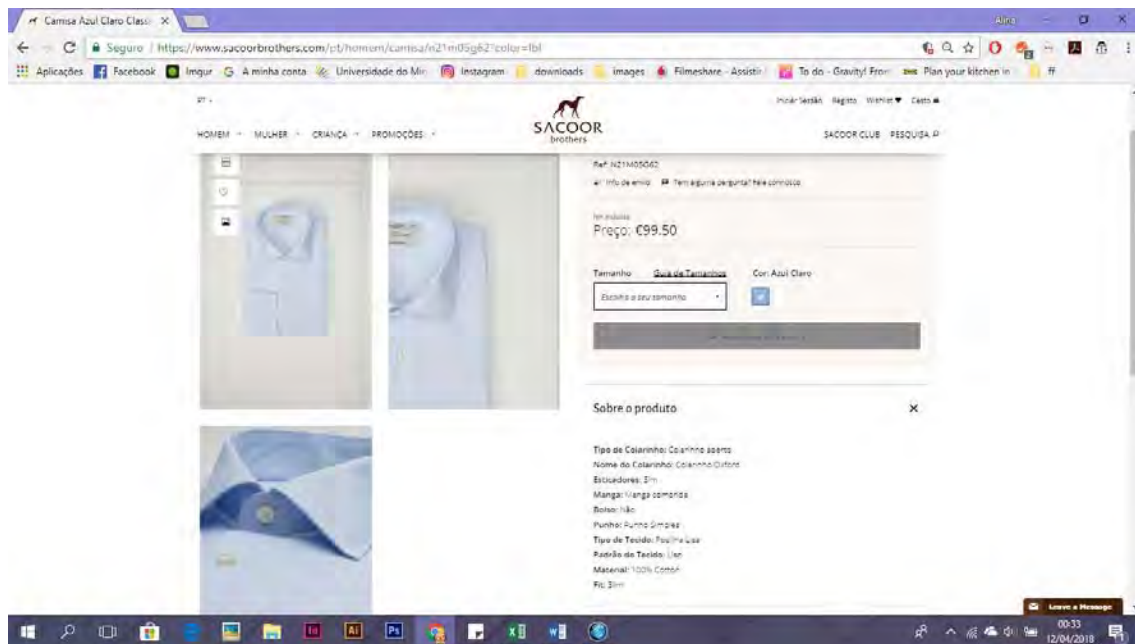 Camisa Azul Claro Classi
Alina
Seguro | https://www.sacoorbrothers.com/pt/homem/camisa/n21m05g62?color=lbl
Aplicações Facebook Imgur A minha conta Universidade do Min Instagram downloads images Filmeshare - Assistir To do - Gravity! From Plan your kitchen in ff
PT
Iniciar Sessão Registo Wishlist Cesto
SACOOR
brothers
HOMEM MULHER CRIANÇA PROMOÇÕES
SACOOR CLUB PESQUISA
Ref: N21M05G62
Info de envio Tem alguma pergunta? Fale connosco
Preço: €99.50
Tamanho Guia de Tamanhos Cor: Azul Claro
Escolha o seu tamanho
Sobre o produto
Tipo de Colarinho: Colarinho aberto
Nome do Colarinho: Colarinho Oxford
Esticadores: Sim
Manga: Manga comprida
Bolso: Não
Punho: Punho Simples
Tipo de Tecido: Popelina Lisa
Padrão do Tecido: Liso
Material: 100% Cotton
Fit: Slim
Leave a Message
00:33
12/04/2018